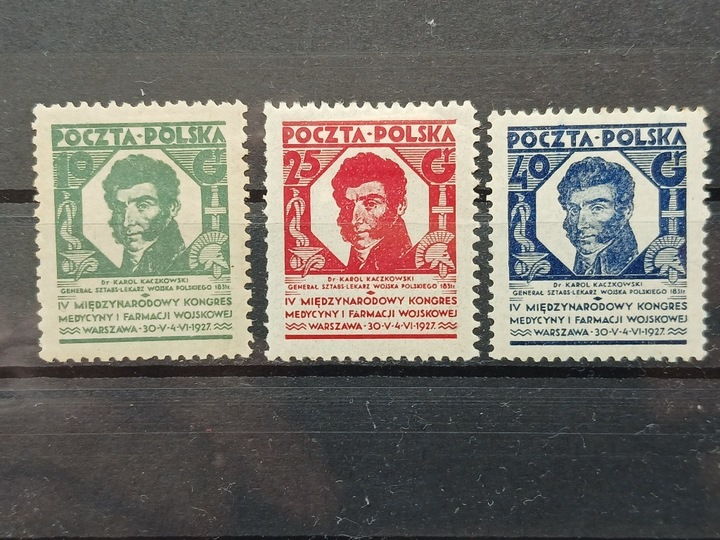 POCZTA-POLSKA
10 Gr
Dr KAROL KACZKOWSKI
GENERAŁ SZTABS-LEKARZ WOJSKA POLSKIEGO 1831r.
IV MIĘDZYNARODOWY KONGRES
MEDYCYNY I FARMACJI WOJSKOWEJ
WARSZAWA - 30-V-4-VI-1927.
POCZTA-POLSKA
25 Gr
Dr KAROL KACZKOWSKI
GENERAŁ SZTABS-LEKARZ WOJSKA POLSKIEGO 1831r.
IV MIĘDZYNARODOWY KONGRES
MEDYCYNY I FARMACJI WOJSKOWEJ
WARSZAWA - 30-V-4-VI-1927.
POCZTA-POLSKA
40 Gr
Dr KAROL KACZKOWSKI
GENERAŁ SZTABS-LEKARZ WOJSKA POLSKIEGO 1831r.
IV MIĘDZYNARODOWY KONGRES
MEDYCYNY I FARMACJI WOJSKOWEJ
WARSZAWA - 30-V-4-VI-1927.